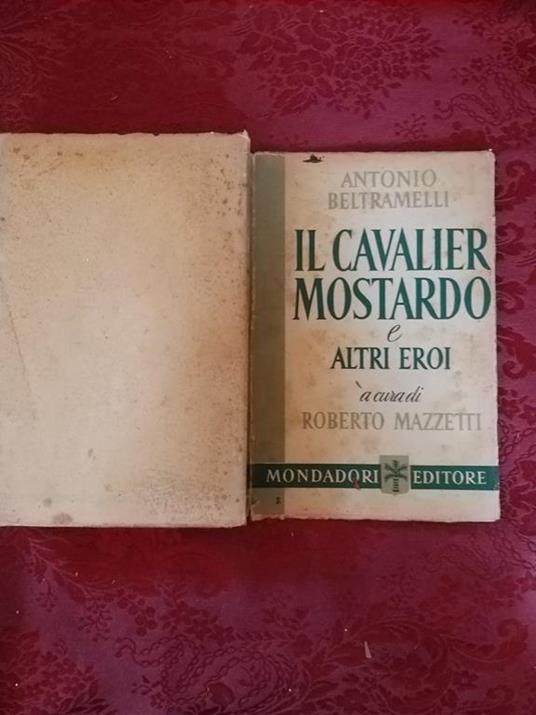 ANTONIO
BELTRAMELLI
IL CAVALIER
MOSTARDO
e
ALTRI EROI
a cura di
ROBERTO MAZZETTI
MONDADORI EDITORE